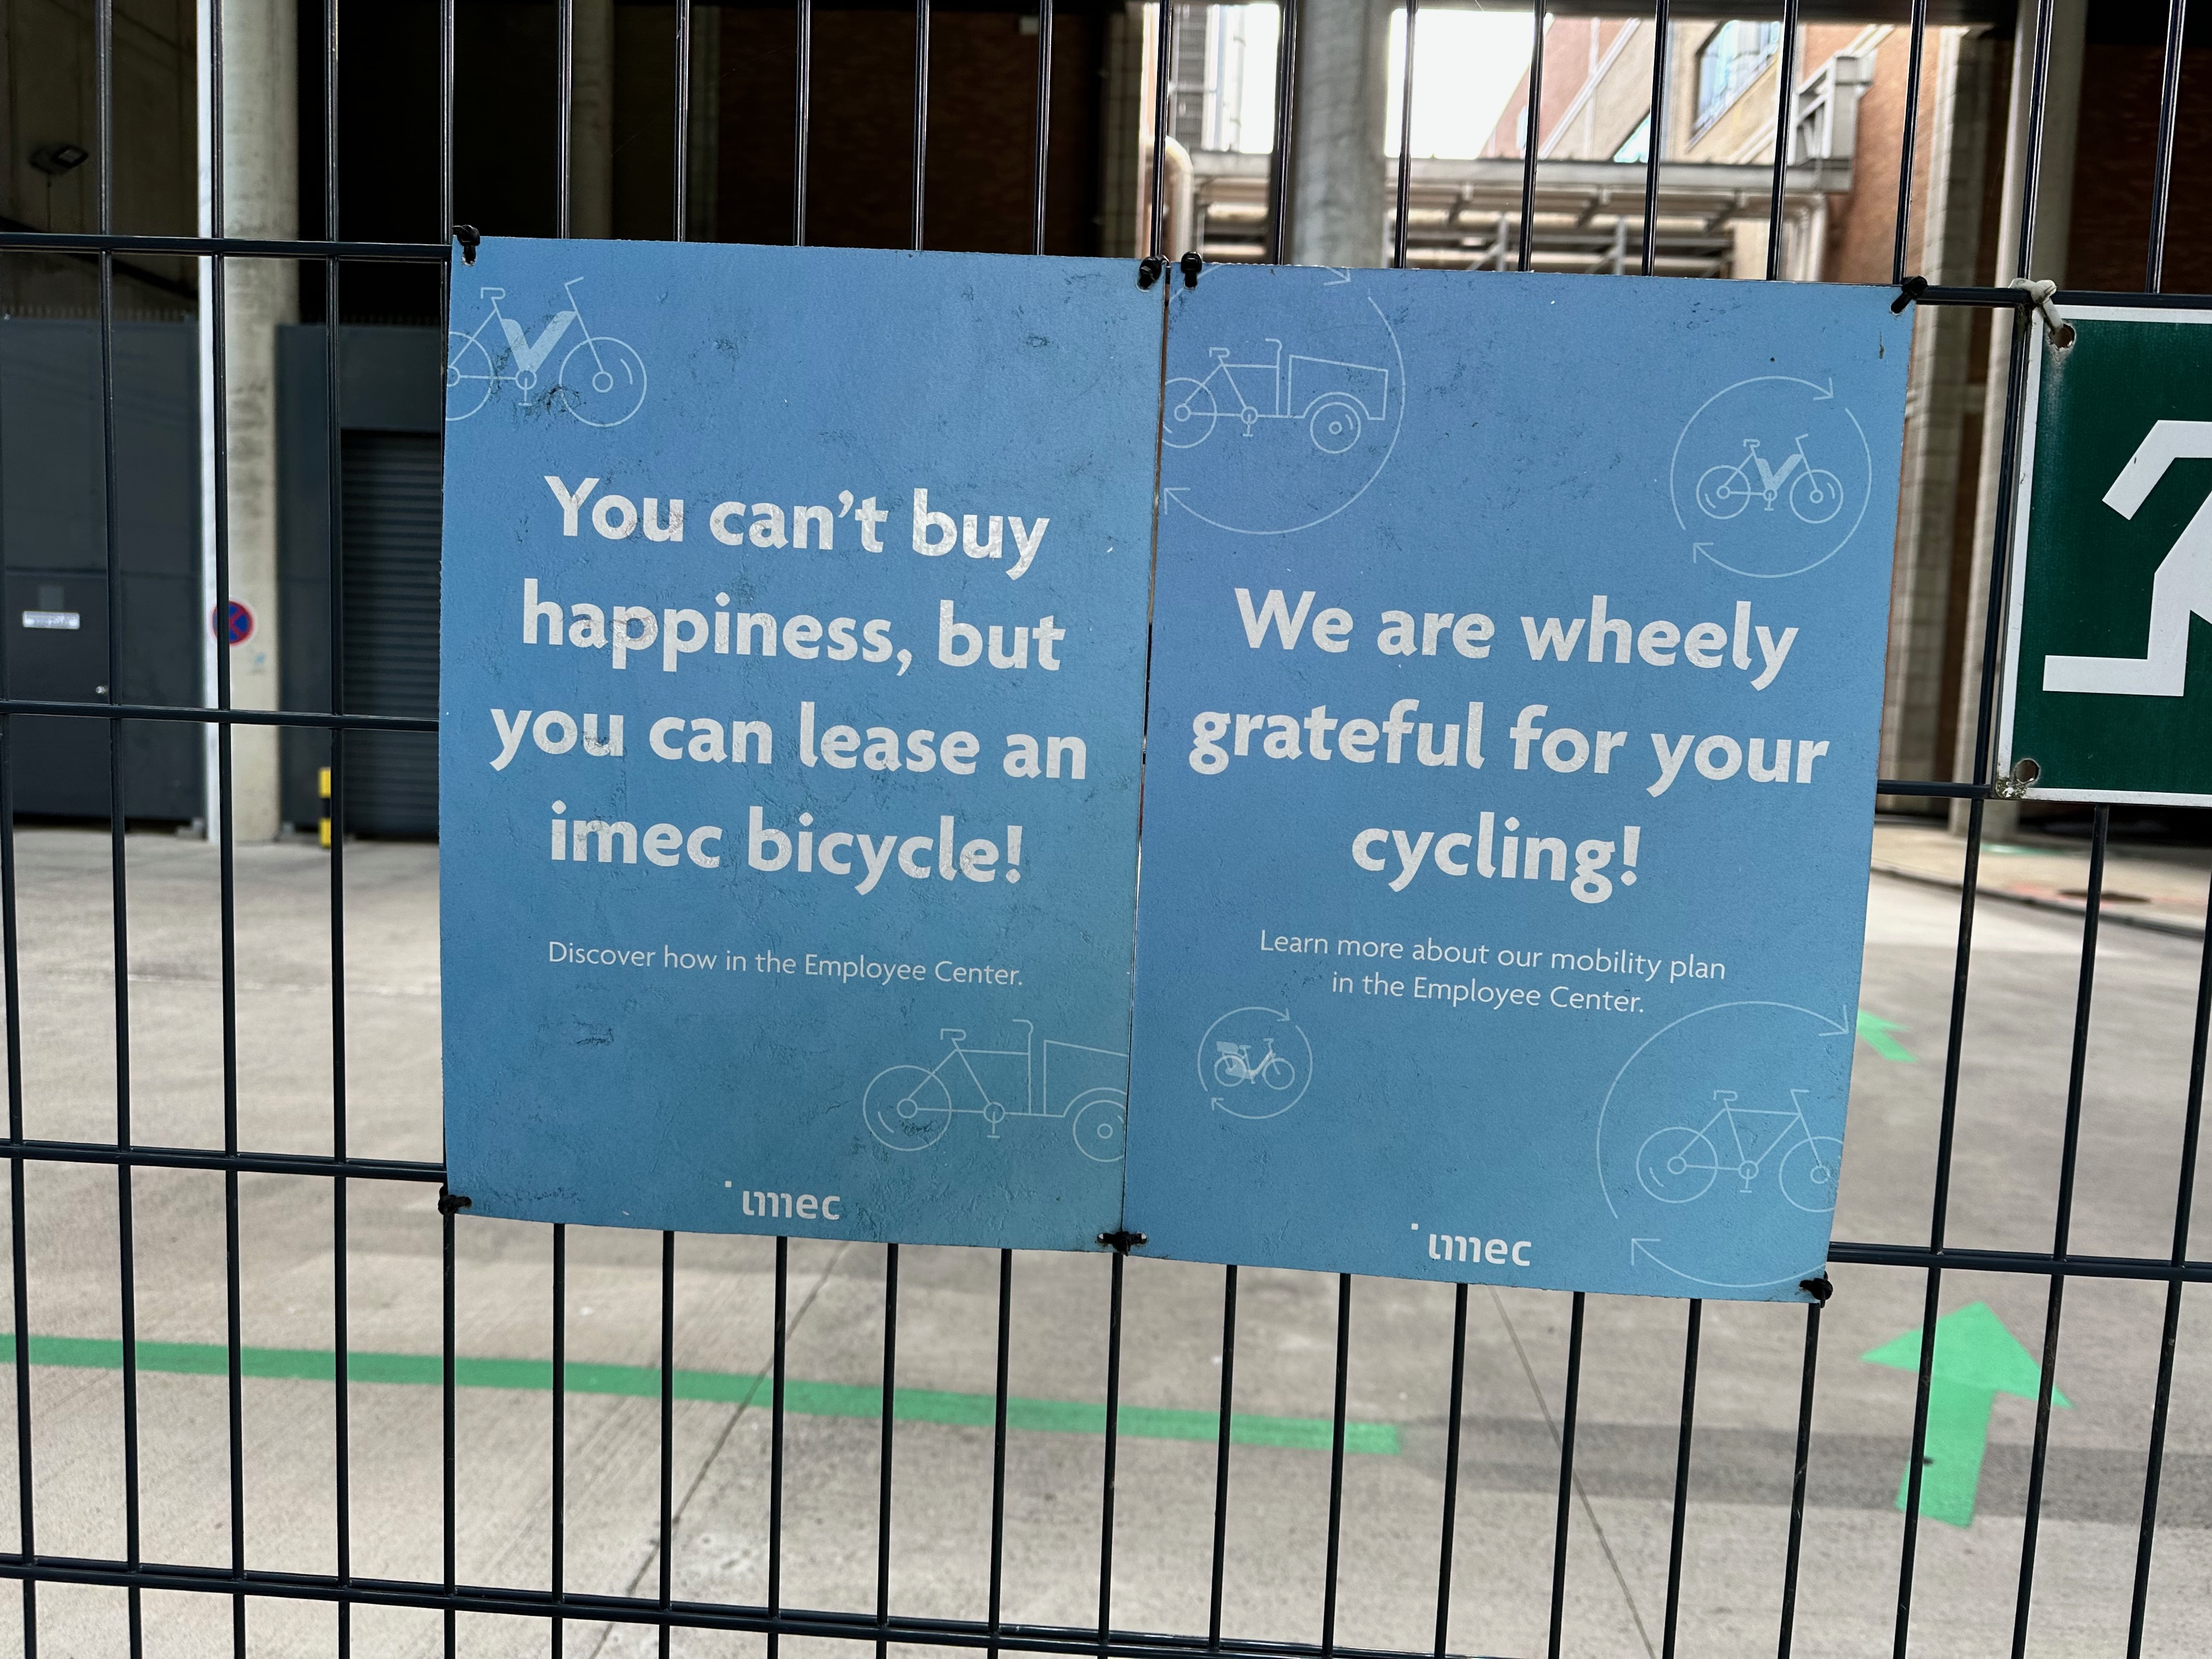 You can't buy
happiness, but
you can lease an
imec bicycle!
Discover how in the Employee Center.
imec
We are wheely
grateful for your
cycling!
Learn more about our mobility plan
in the Employee Center.
imec